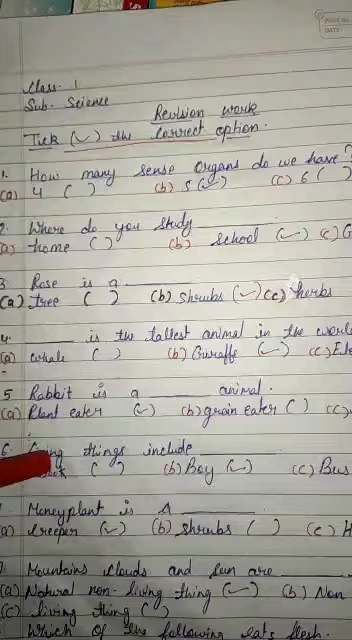 Class. 1
Sub. Science
Revision work
Tick (✓) the correct option.
1. How many sense organs do we have?
(a) 4 ( ) (b) 5 (✓) (c) 6 ( )
2. Where do you study
(a) home ( ) (b) school (✓) (c) G
3 Rose is a
(a) tree ( ) (b) shrubs (✓) (c) herbs
4. is the tallest animal in the world
(a) whale ( ) (b) Giraffe (✓) (c) Ele
5 Rabbit is a animal.
(a) Plant eater (✓) (b) grain eater ( ) (c)
6 things include
( ) (b) Boy (✓) (c) Bus
Moneyplant is A
(a) creeper (✓) (b) shrubs ( ) (c) H
Mountains clouds and sun are
(a) Natural non-living thing (✓) (b) Non
(c) living thing ( )
Which of the following eats flesh.